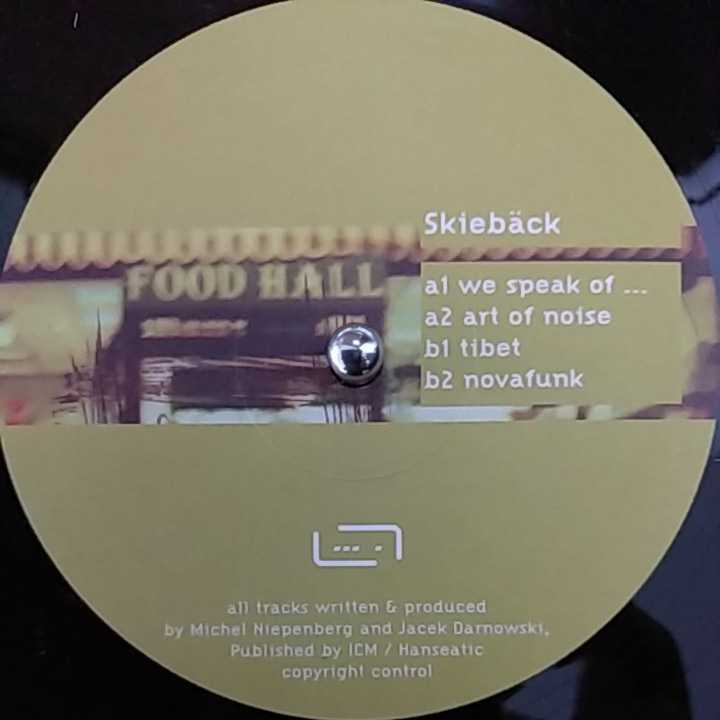 Skiebäck
FOOD HALL
a1 we speak of ...
a2 art of noise
b1 tibet
b2 novafunk
all tracks written & produced
by Michel Niepenberg and Jacek Darnowski,
Published by ICM / Hanseatic
copyright control